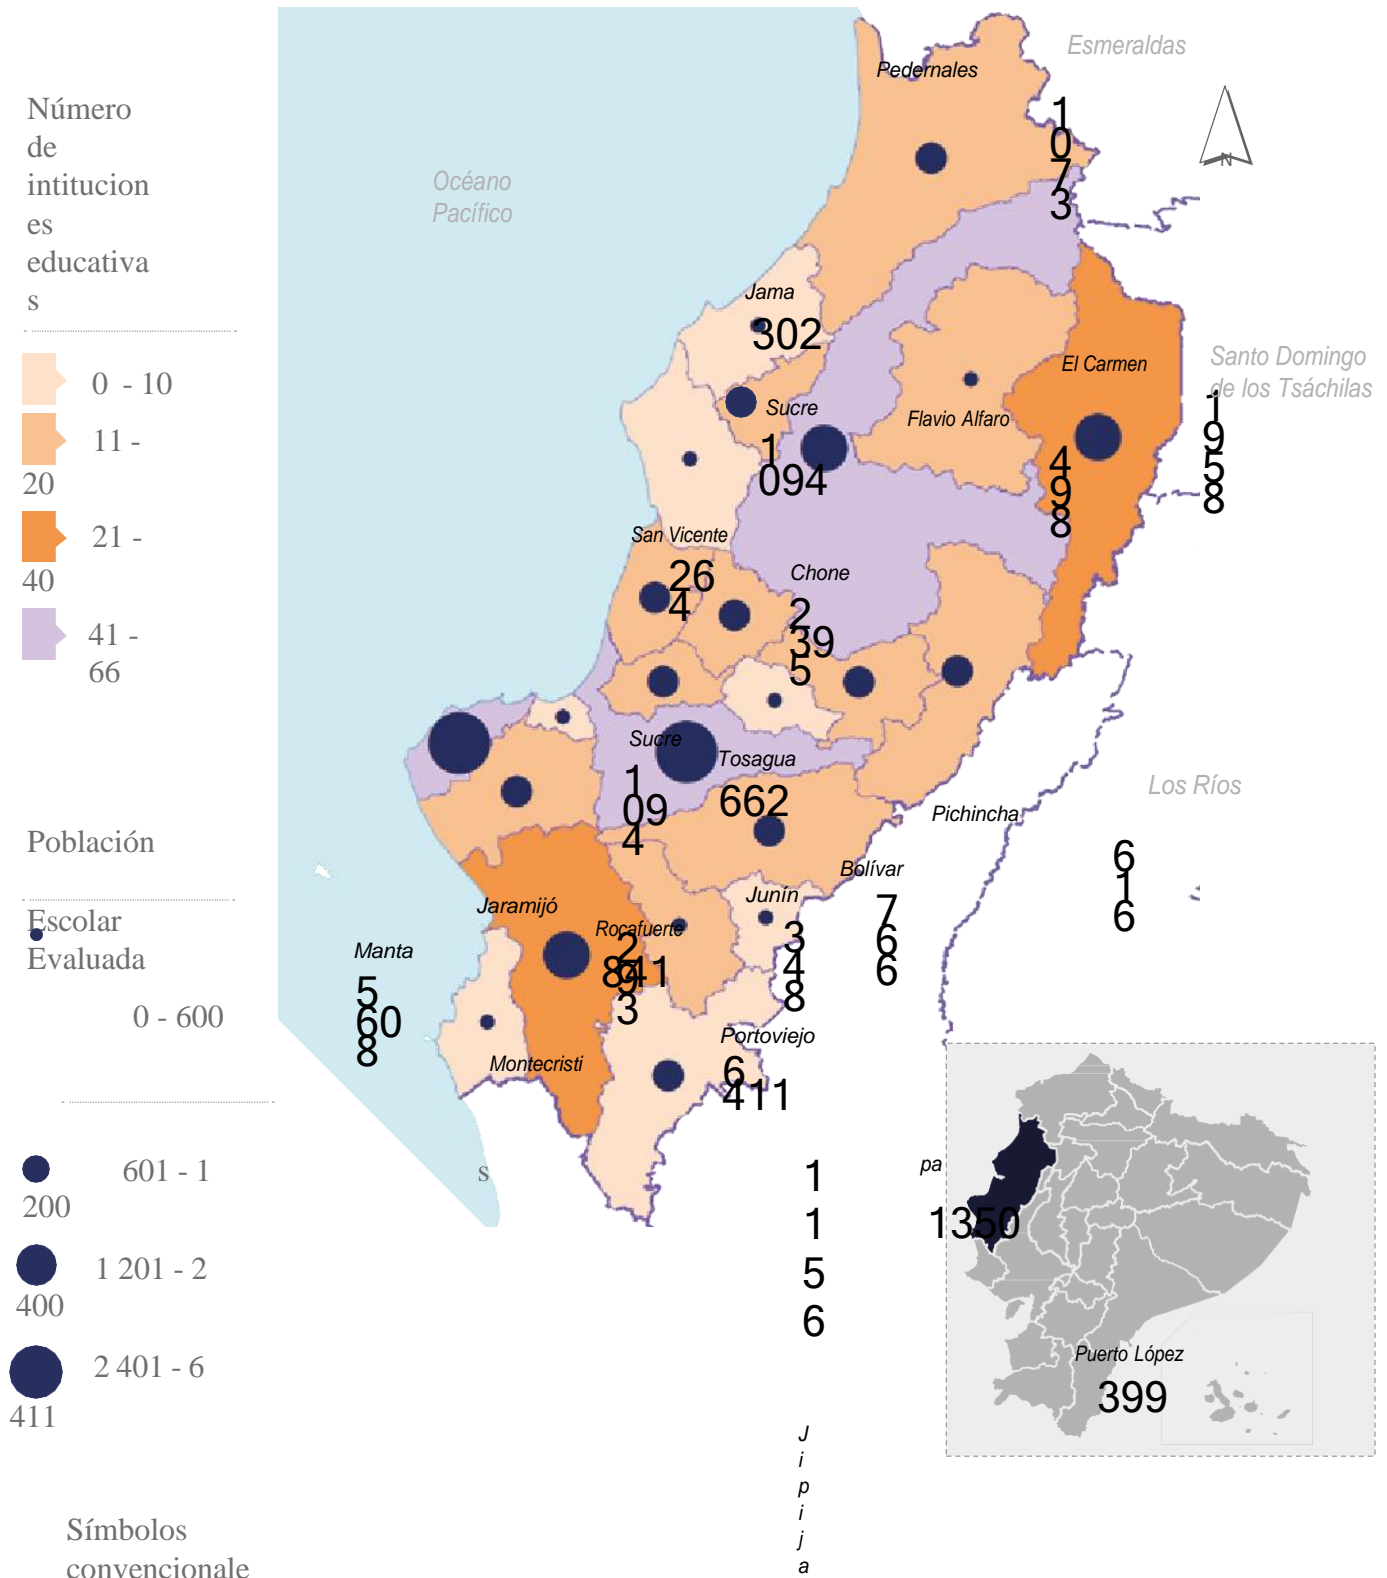 Número
de
intitucion
es
educativa
s
0 - 10
11 -
20
21 -
40
41 -
66
Población
Escolar
Evaluada
0 - 600
601 - 1
200
1 201 - 2
400
2 401 - 6
411
Símbolos
convencionale
s
Océano
Pacífico
Esmeraldas
N
Pedernales
1
0
7
3
Jama
302
Sucre
1
094
Flavio Alfaro
4
9
8
El Carmen
Santo Domingo
de los Tsáchilas
1
9
5
8
San Vicente
26
4
Chone
2
39
5
Sucre
1
09
4
Tosagua
662
Los Ríos
Pichincha
6
1
6
Bolívar
7
6
6
Junín
3
4
8
Jaramijó
2
9
3
Rocafuerte
841
Manta
5
60
8
Montecristi
1
1
5
6
Portoviejo
6
411
J
i
p
i
j
a
pa
1350
Puerto López
399